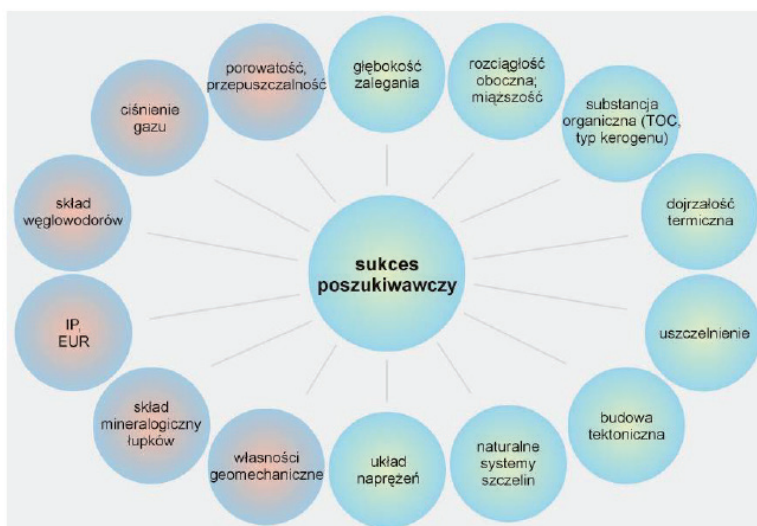 porowatość,
przepuszczalność
głębokość
zalegania
rozciągłość
oboczna;
miąższość
substancja
organiczna (TOC,
typ kerogenu)
dojrzałość
termiczna
uszczelnienie
budowa
tektoniczna
naturalne
systemy
szczelin
układ
naprężeń
własności
geomechaniczne
skład
mineralogiczny
łupków
IP,
EUR
skład
węglowodorów
ciśnienie
gazu
sukces
poszukiwawczy